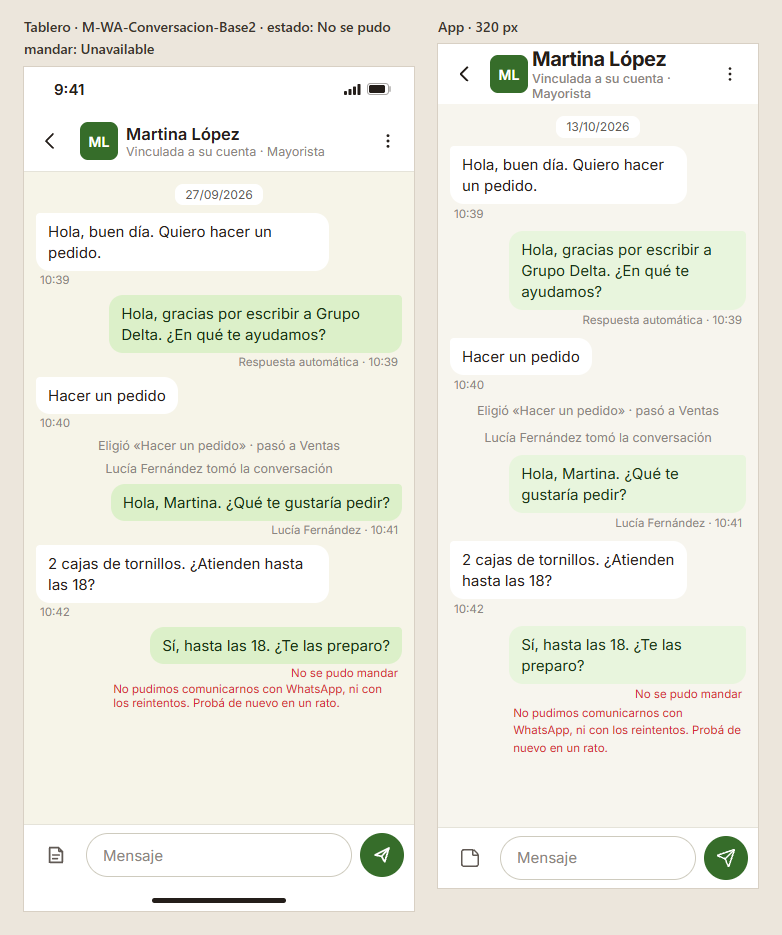 Tablero · M-WA-Conversacion-Base2 · estado: No se pudo
mandar: Unavailable
9:41
ML
Martina López
Vinculada a su cuenta · Mayorista
27/09/2026
Hola, buen día. Quiero hacer un
pedido.
10:39
Hola, gracias por escribir a Grupo
Delta. ¿En qué te ayudamos?
Respuesta automática · 10:39
Hacer un pedido
10:40
Eligió «Hacer un pedido» · pasó a Ventas
Lucía Fernández tomó la conversación
Hola, Martina. ¿Qué te gustaría pedir?
Lucía Fernández · 10:41
2 cajas de tornillos. ¿Atienden hasta
las 18?
10:42
Sí, hasta las 18. ¿Te las preparo?
No se pudo mandar
No pudimos comunicarnos con WhatsApp, ni con
los reintentos. Probá de nuevo en un rato.
Mensaje
App · 320 px
ML
Martina López
Vinculada a su cuenta ·
Mayorista
13/10/2026
Hola, buen día. Quiero hacer
un pedido.
10:39
Hola, gracias por escribir a
Grupo Delta. ¿En qué te
ayudamos?
Respuesta automática · 10:39
Hacer un pedido
10:40
Eligió «Hacer un pedido» · pasó a Ventas
Lucía Fernández tomó la conversación
Hola, Martina. ¿Qué te
gustaría pedir?
Lucía Fernández · 10:41
2 cajas de tornillos. ¿Atienden
hasta las 18?
10:42
Sí, hasta las 18. ¿Te las
preparo?
No se pudo mandar
No pudimos comunicarnos con
WhatsApp, ni con los reintentos. Probá de
nuevo en un rato.
Mensaje